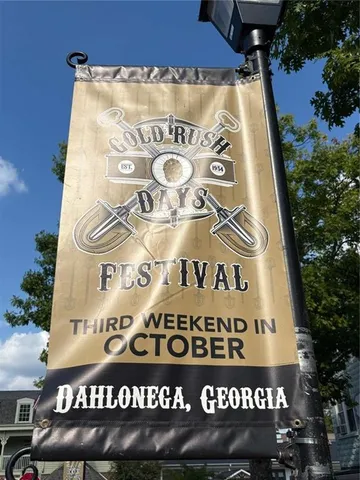 GOLD RUSH
EST. 1954
DAYS
FESTIVAL
THIRD WEEKEND IN
OCTOBER
DAHLONEGA, GEORGIA